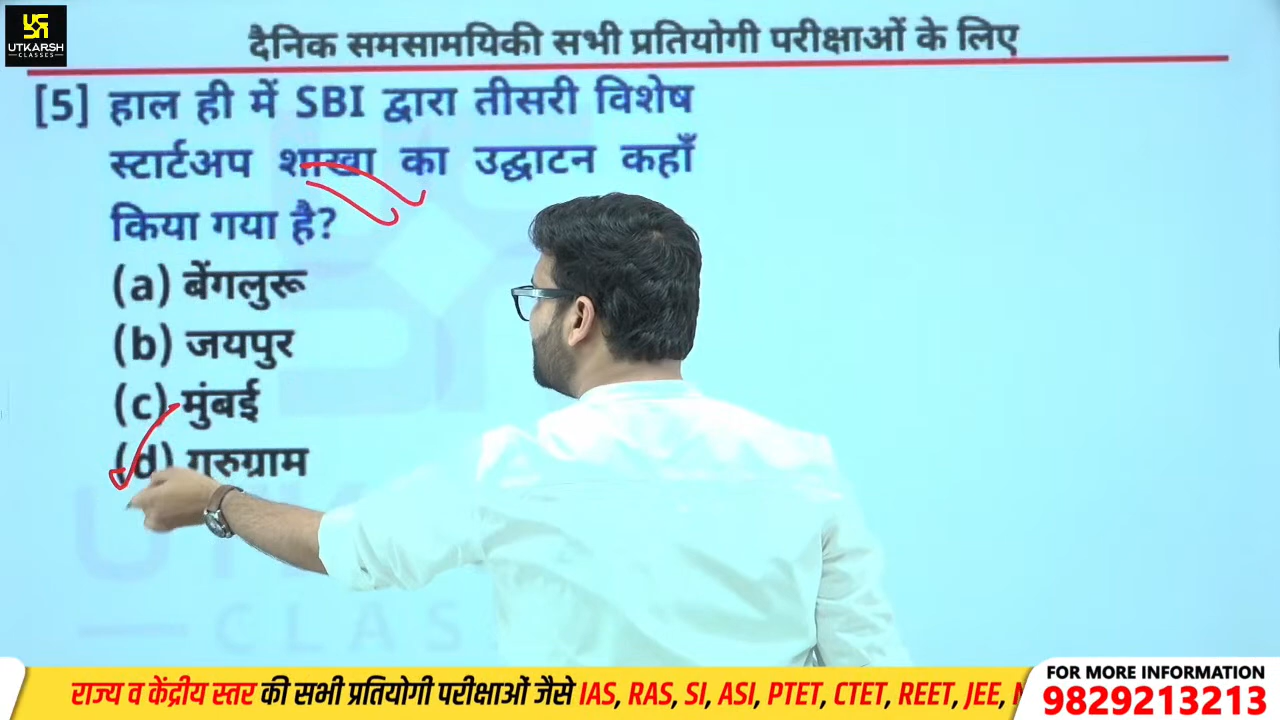 UTKARSH
CLASSES
दैनिक समसामयिकी सभी प्रतियोगी परीक्षाओं के लिए
[5] हाल ही में SBI द्वारा तीसरी विशेष
स्टार्टअप शाखा का उद्घाटन कहाँ
किया गया है?
(a) बेंगलुरू
(b) जयपुर
(c) मुंबई
(d) गुरुग्राम
CLAS
राज्य व केंद्रीय स्तर की सभी प्रतियोगी परीक्षाओं जैसे IAS, RAS, SI, ASI, PTET, CTET, REET, JEE,
FOR MORE INFORMATION
9829213213